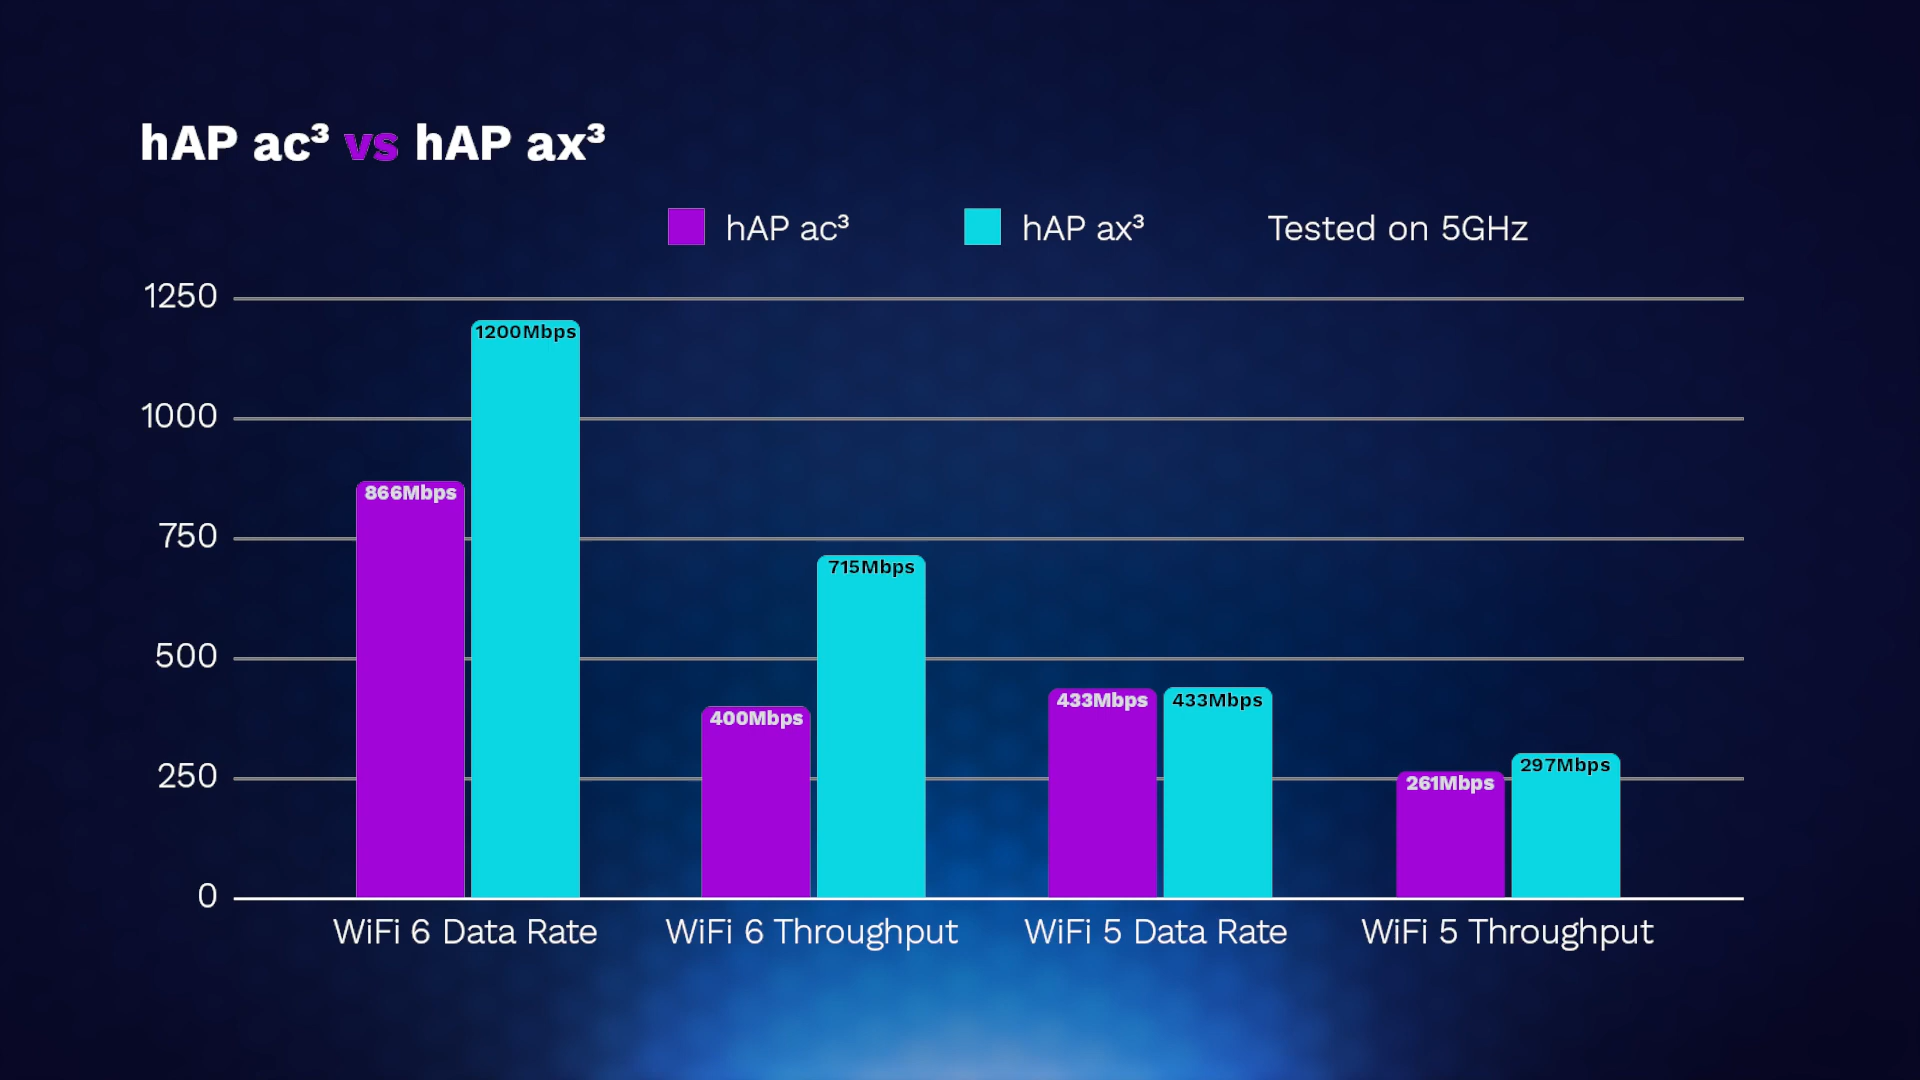 hAP ac³ vs hAP ax³
hAP ac³ hAP ax³ Tested on 5GHz
1250
1200Mbps
1000
866Mbps
750
715Mbps
500
400Mbps
433Mbps
433Mbps
250
261Mbps
297Mbps
0
WiFi 6 Data Rate WiFi 6 Throughput WiFi 5 Data Rate WiFi 5 Throughput